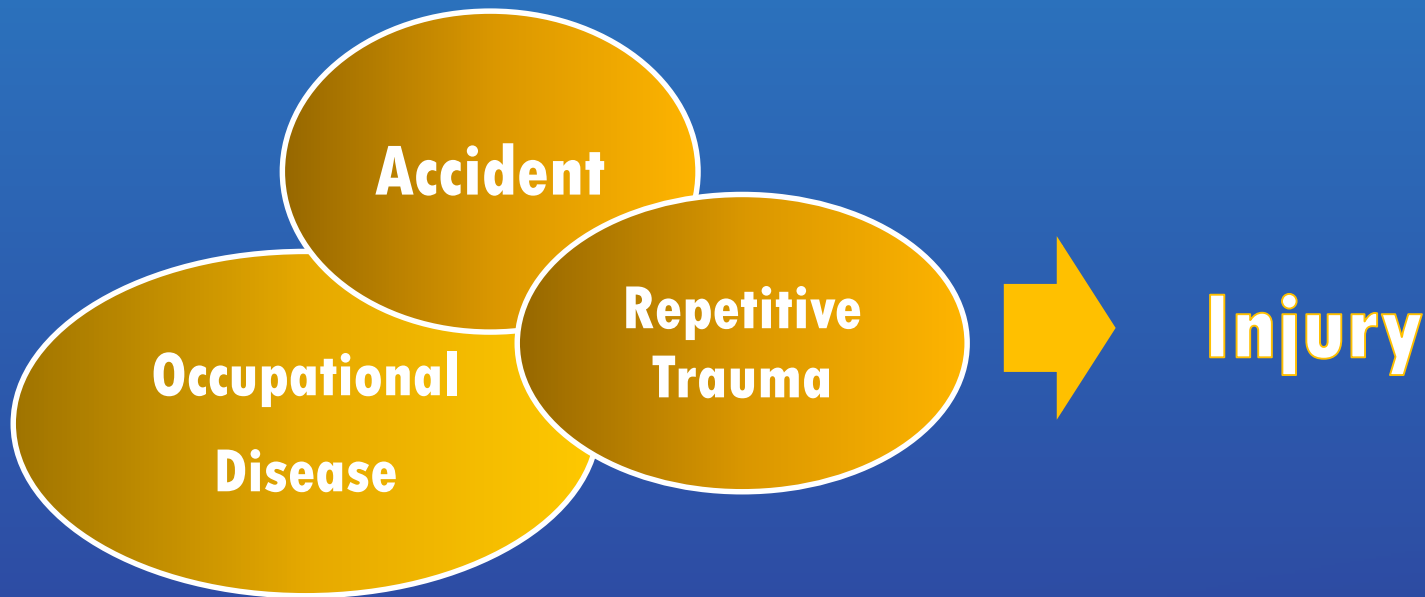 Accident
Repetitive
Trauma
Occupational
Disease
Injury